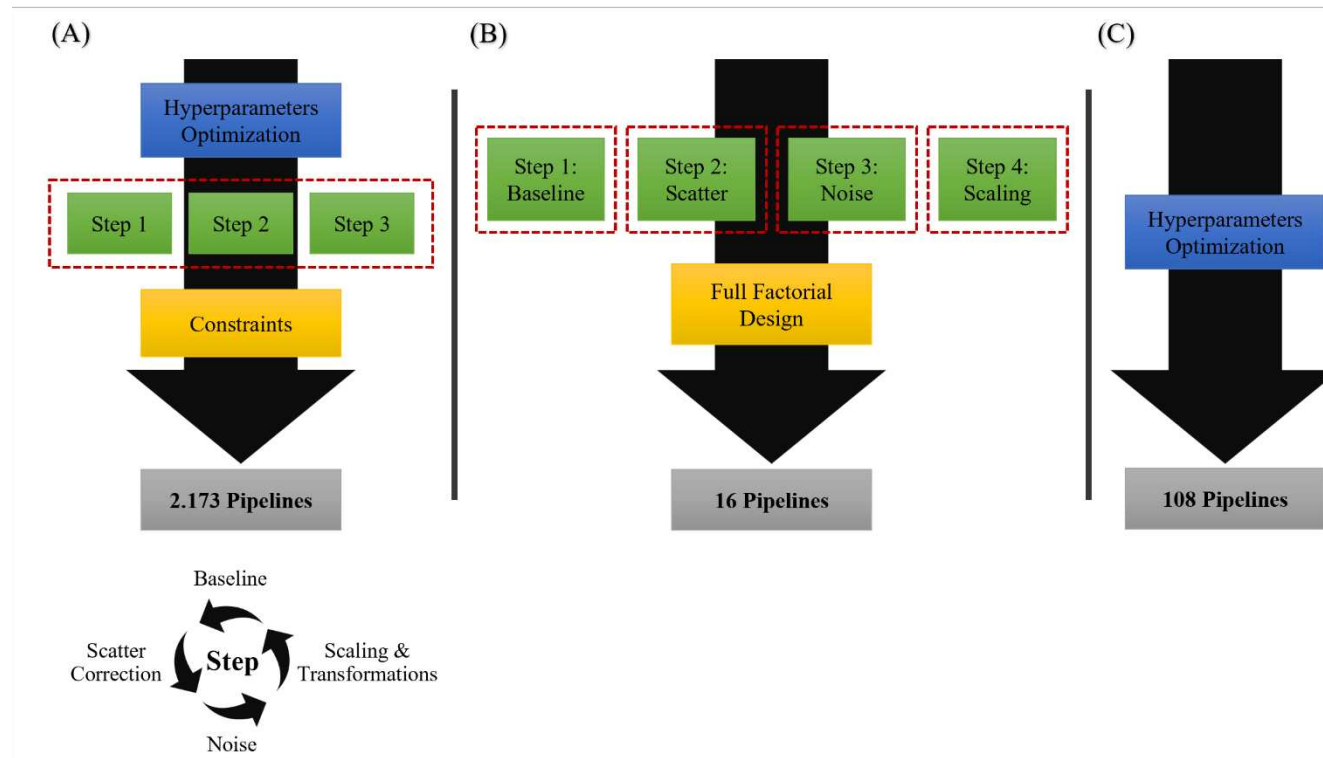 (A)
Hyperparameters
Optimization
Step 1
Step 2
Step 3
Constraints
2.173 Pipelines
Baseline
Scatter
Correction
Step
Scaling &
Transformations
Noise
(B)
Step 1:
Baseline
Step 2:
Scatter
Step 3:
Noise
Step 4:
Scaling
Full Factorial
Design
16 Pipelines
(C)
Hyperparameters
Optimization
108 Pipelines